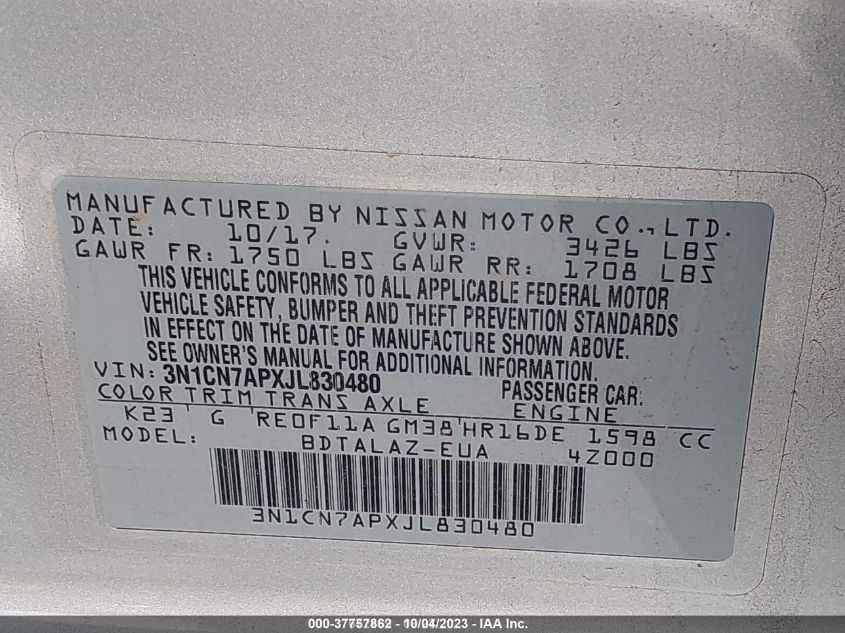 MANUFACTURED BY NISSAN MOTOR CO.,LTD.
DATE: 10/17. GVWR: 3426 LBS
GAWR FR: 1750 LBS GAWR RR: 1708 LBS
THIS VEHICLE CONFORMS TO ALL APPLICABLE FEDERAL MOTOR
VEHICLE SAFETY, BUMPER AND THEFT PREVENTION STANDARDS
IN EFFECT ON THE DATE OF MANUFACTURE SHOWN ABOVE.
SEE OWNER'S MANUAL FOR ADDITIONAL INFORMATION.
VIN: 3N1CN7APXJL830480 PASSENGER CAR
COLOR TRIM TRANS AXLE ENGINE
K23 G RE0F11A GM38 HR16DE 1598 CC
MODEL: BDTALAZ-EUA 4Z000
3N1CN7APXJL830480
000-37757862 - 10/04/2023 - IAA Inc.